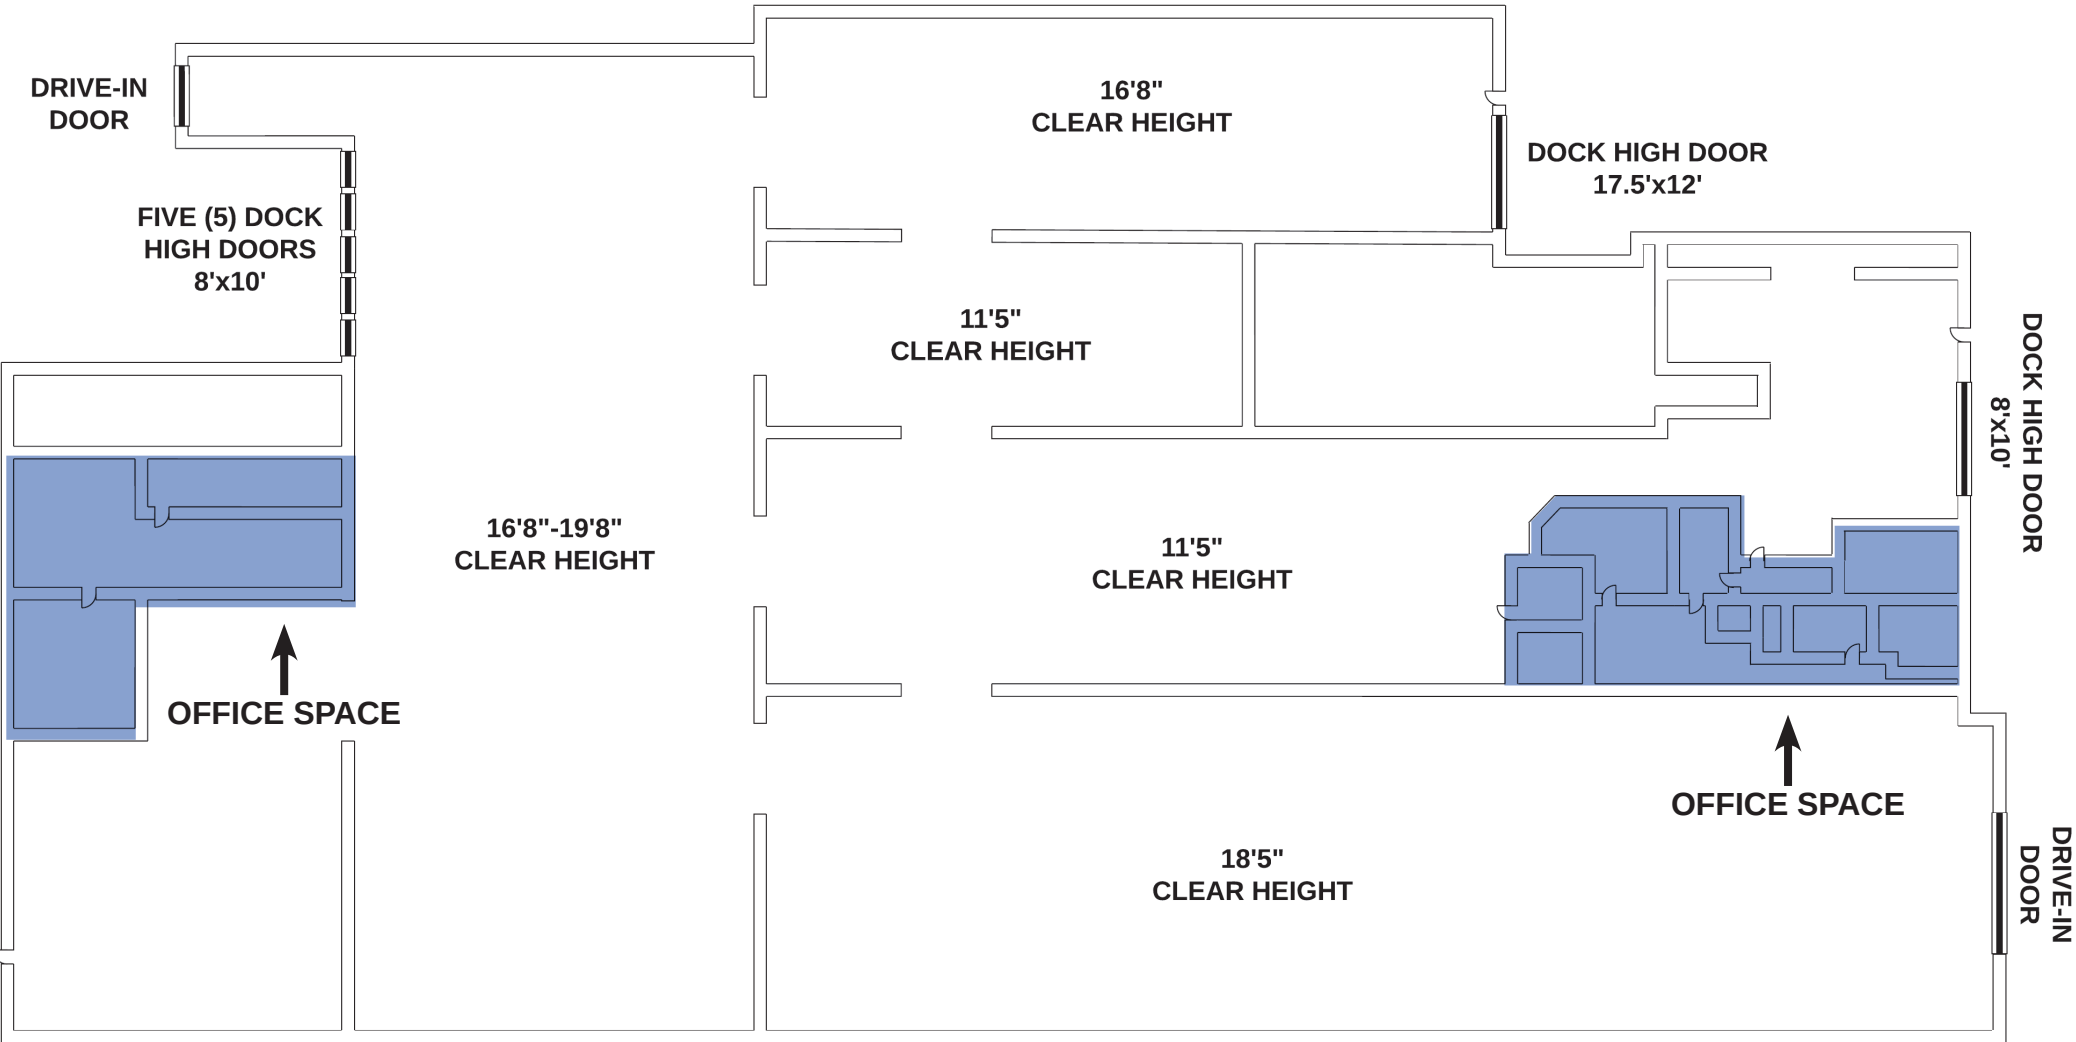 DRIVE-IN
DOOR
16'8"
CLEAR HEIGHT
DOCK HIGH DOOR
17.5'x12'
FIVE (5) DOCK
HIGH DOORS
8'x10'
11'5"
CLEAR HEIGHT
DOCK HIGH DOOR
8'x10'
16'8"-19'8"
CLEAR HEIGHT
11'5"
CLEAR HEIGHT
OFFICE SPACE
OFFICE SPACE
18'5"
CLEAR HEIGHT
DRIVE-IN
DOOR